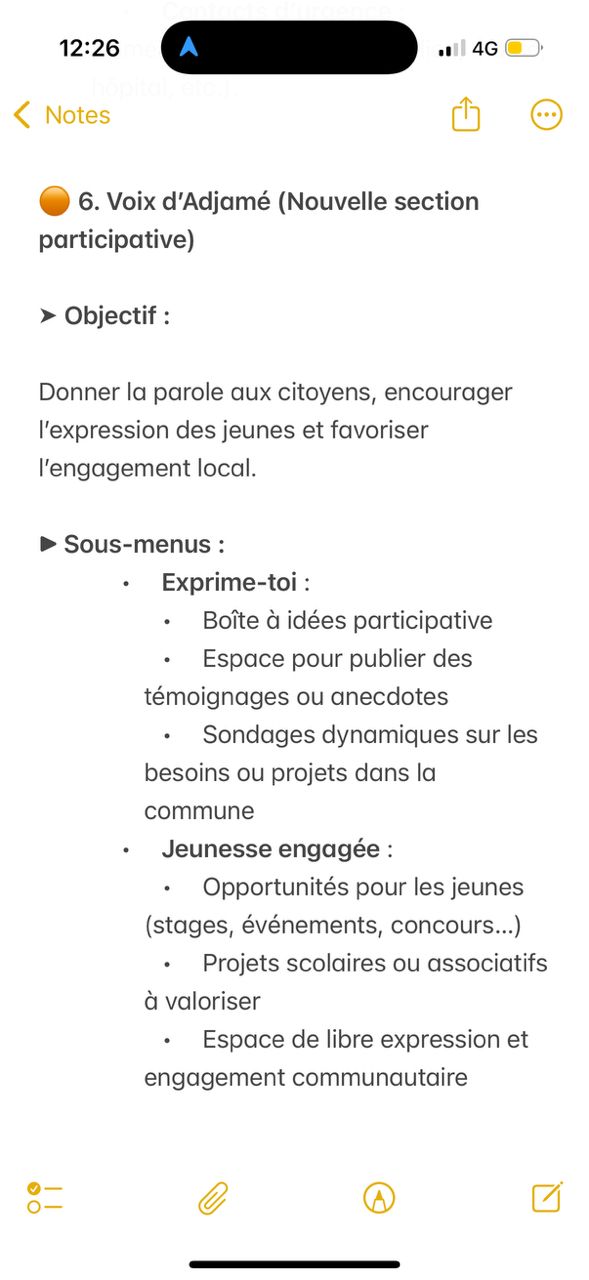 Contacts d'urgence :
12:26
4G
hôpital, etc.).
Notes
6. Voix d'Adjamé (Nouvelle section
participative)
➤ Objectif :
Donner la parole aux citoyens, encourager
l'expression des jeunes et favoriser
l'engagement local.
► Sous-menus :
• Exprime-toi :
• Boîte à idées participative
• Espace pour publier des
témoignages ou anecdotes
• Sondages dynamiques sur les
besoins ou projets dans la
commune
• Jeunesse engagée :
• Opportunités pour les jeunes
(stages, événements, concours...)
• Projets scolaires ou associatifs
à valoriser
• Espace de libre expression et
engagement communautaire